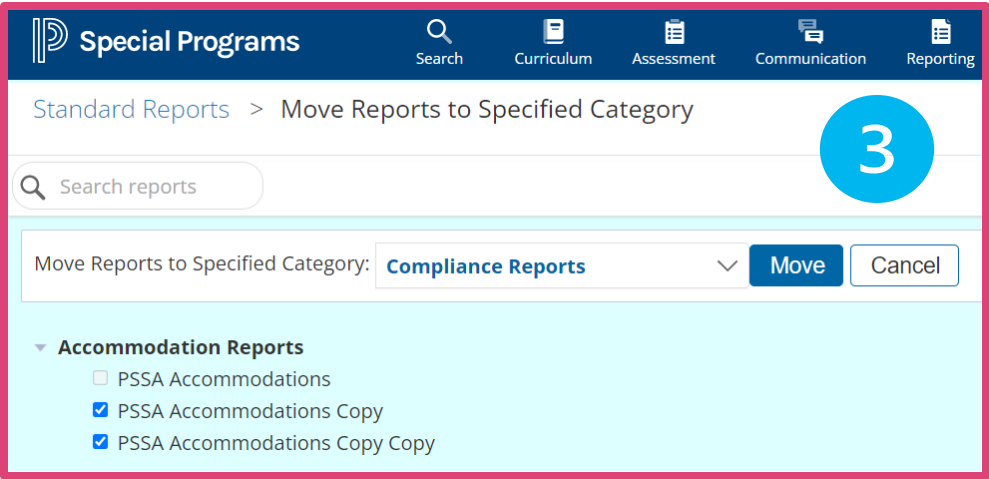 Special Programs
Search Curriculum Assessment Communication Reporting
Standard Reports > Move Reports to Specified Category
3
Search reports
Move Reports to Specified Category: Compliance Reports Move Cancel
Accommodation Reports
PSSA Accommodations
PSSA Accommodations Copy
PSSA Accommodations Copy Copy